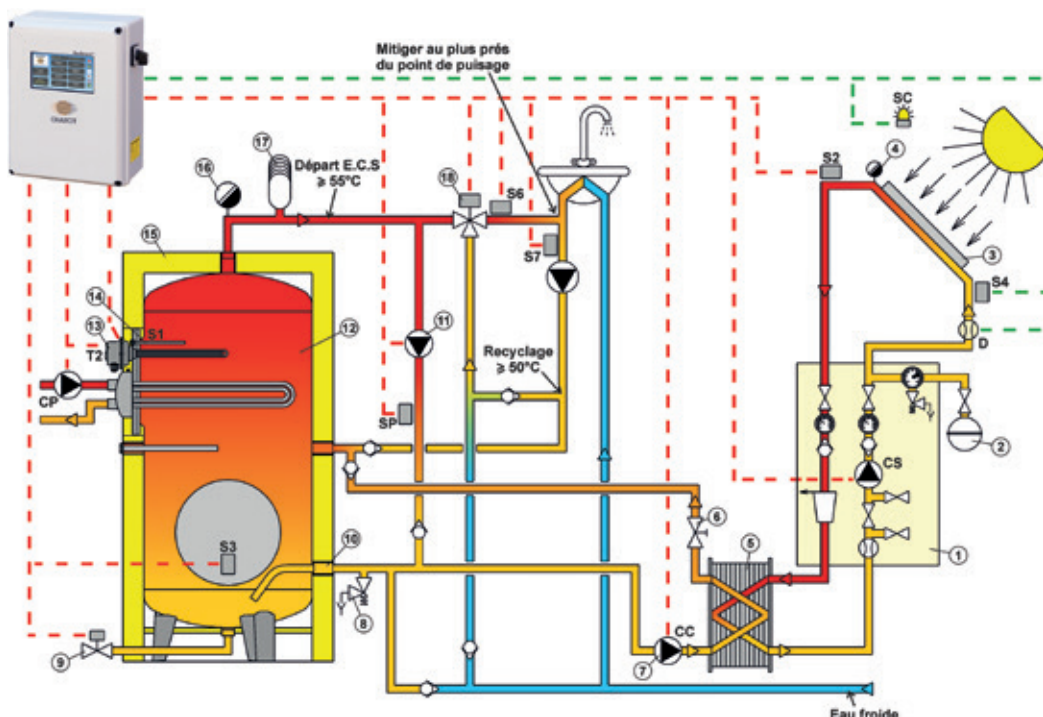 Mitiger au plus prés
du point de puisage
SC
S2
4
17
16
Départ E.C.S
≥ 55°C
18
S6
15
S7
3
S4
14
S1
13
T2
12
11
D
Recyclage
≥ 50°C
CP
SP
2
CS
6
5
10
1
S3
8
CC
9
7
Eau froide